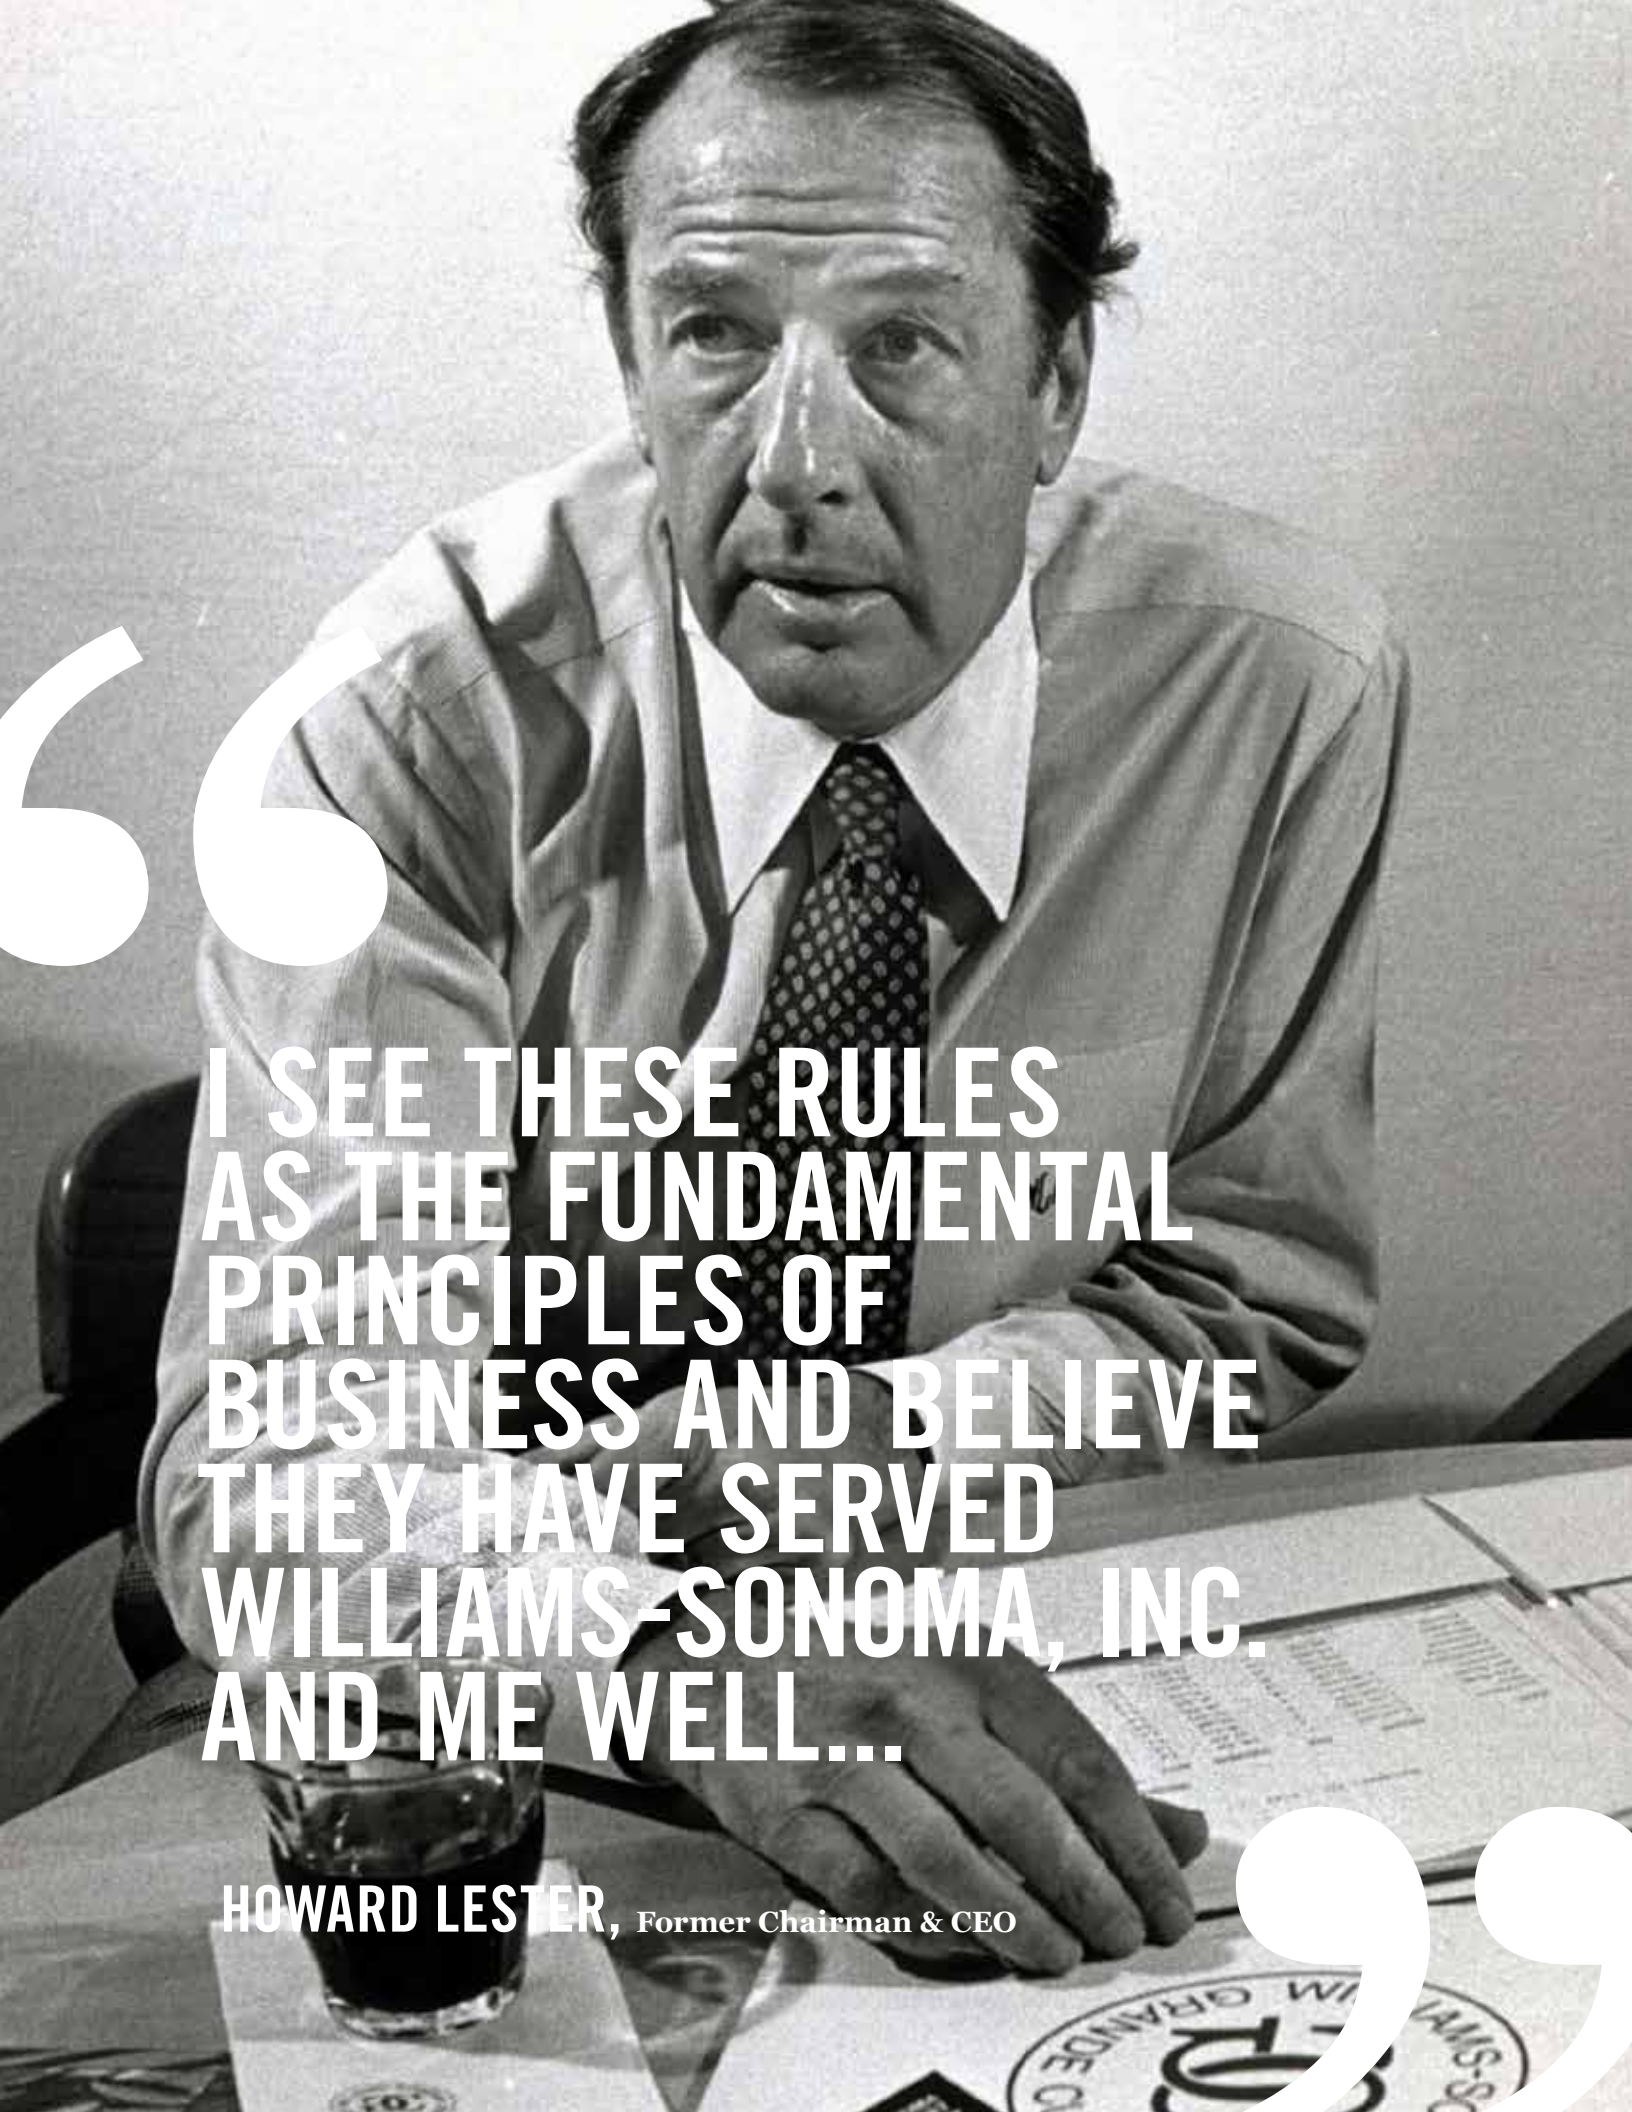 “
I SEE THESE RULES
AS THE FUNDAMENTAL
PRINCIPLES OF
BUSINESS AND BELIEVE
THEY HAVE SERVED
WILLIAMS-SONOMA, INC.
AND ME WELL...
”
HOWARD LESTER, Former Chairman & CEO
GRANDE